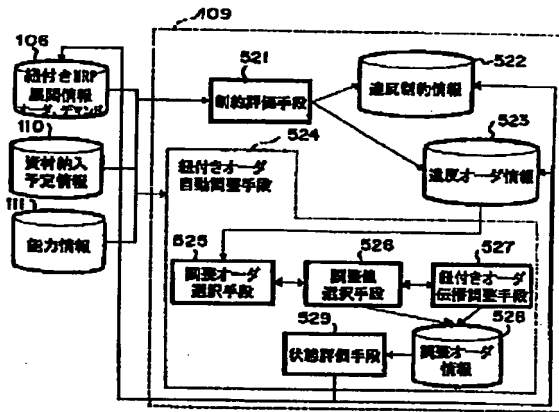 109
106
紐付きMRP
展開情報
オーダ、デマンド
110
資材納入
予定情報
111
能力情報
521
制約評価手段
522
違反制約情報
523
違反オーダ情報
524
紐付きオーダ
自動調整手段
525
調整オーダ
選択手段
526
調整値
選択手段
527
紐付きオーダ
伝播調整手段
528
調整オーダ
情報
529
状態評価手段